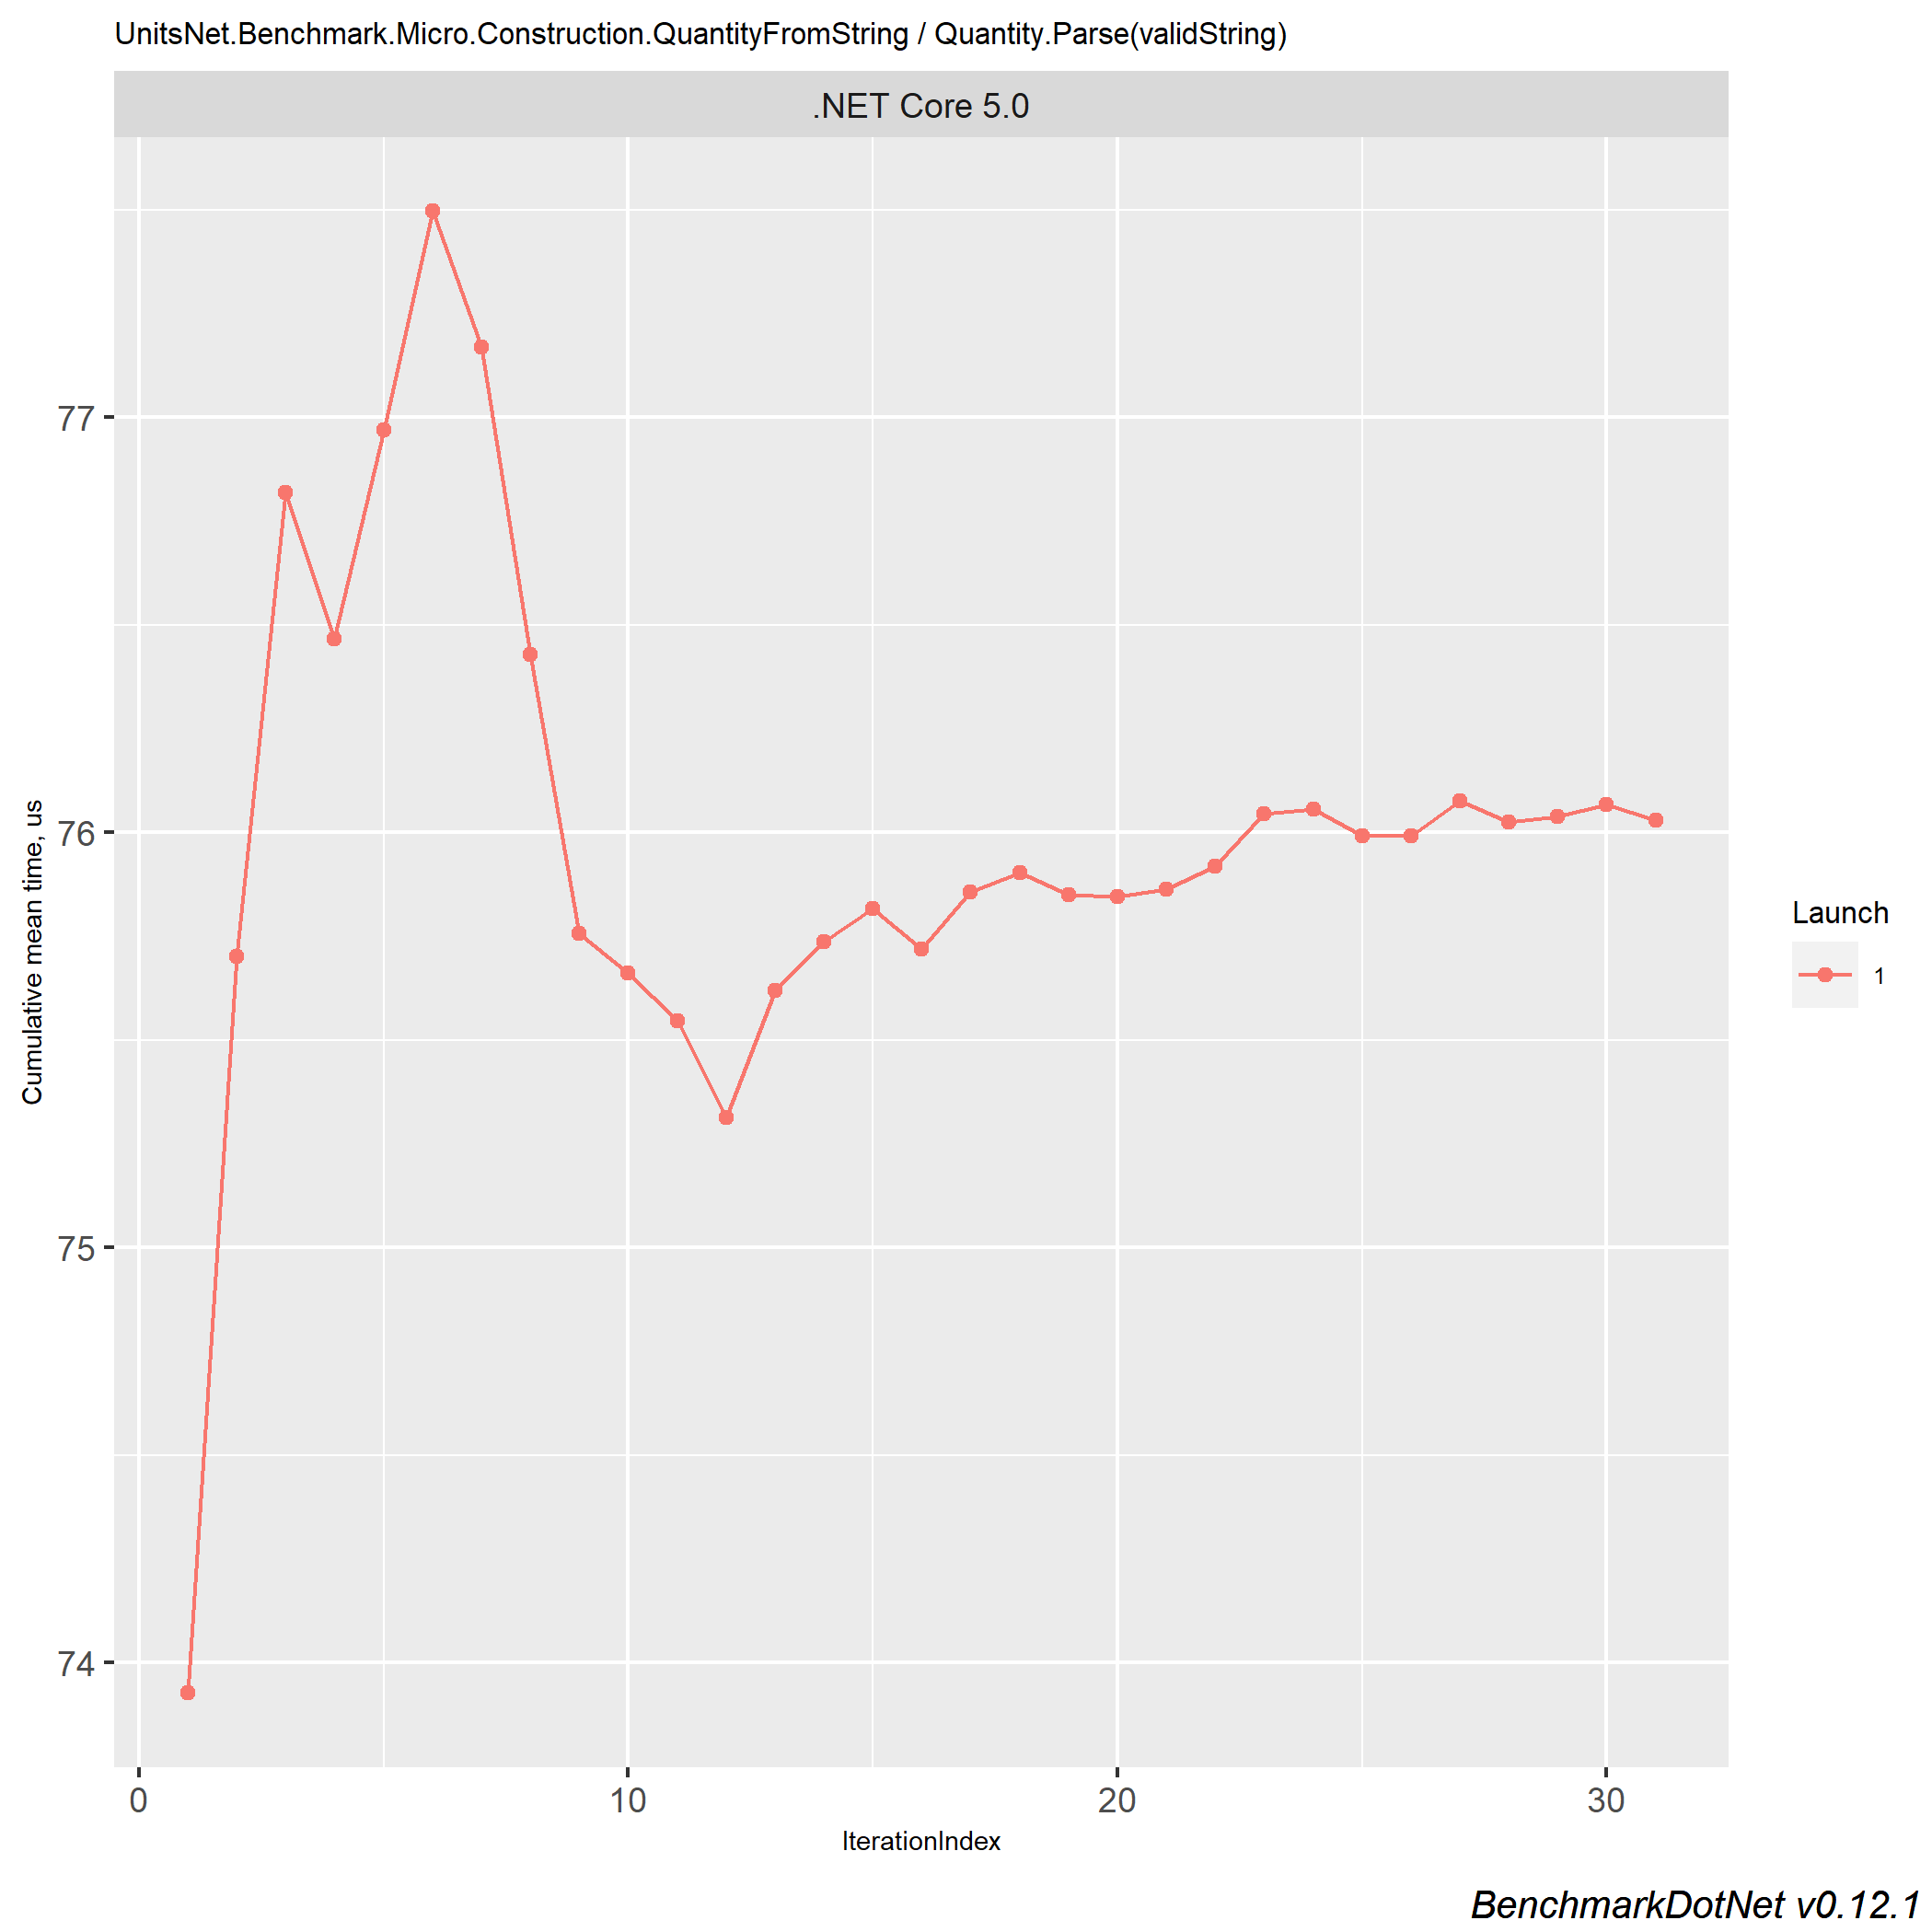 UnitsNet.Benchmark.Micro.Construction.QuantityFromString / Quantity.Parse(validString)
.NET Core 5.0
77
76
75
74
Cumulative mean time, us
0 10 20 30
IterationIndex
Launch
1
BenchmarkDotNet v0.12.1